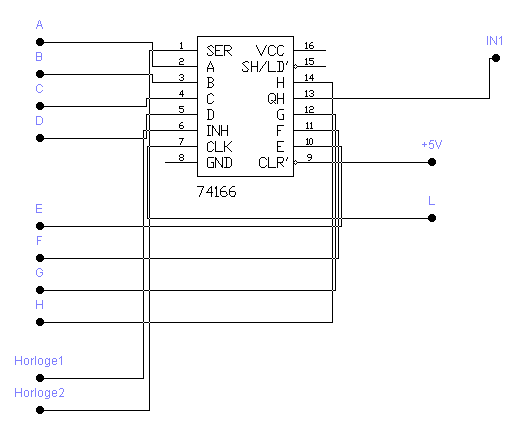 A
B
C
D
E
F
G
H
Horloge1
Horloge2
1 SER VCC 16
2 A SH/LD' 15
3 B H 14
4 C QH 13
5 D G 12
6 INH F 11
7 CLK E 10
8 GND CLR' 9
74166
IN1
+5V
L